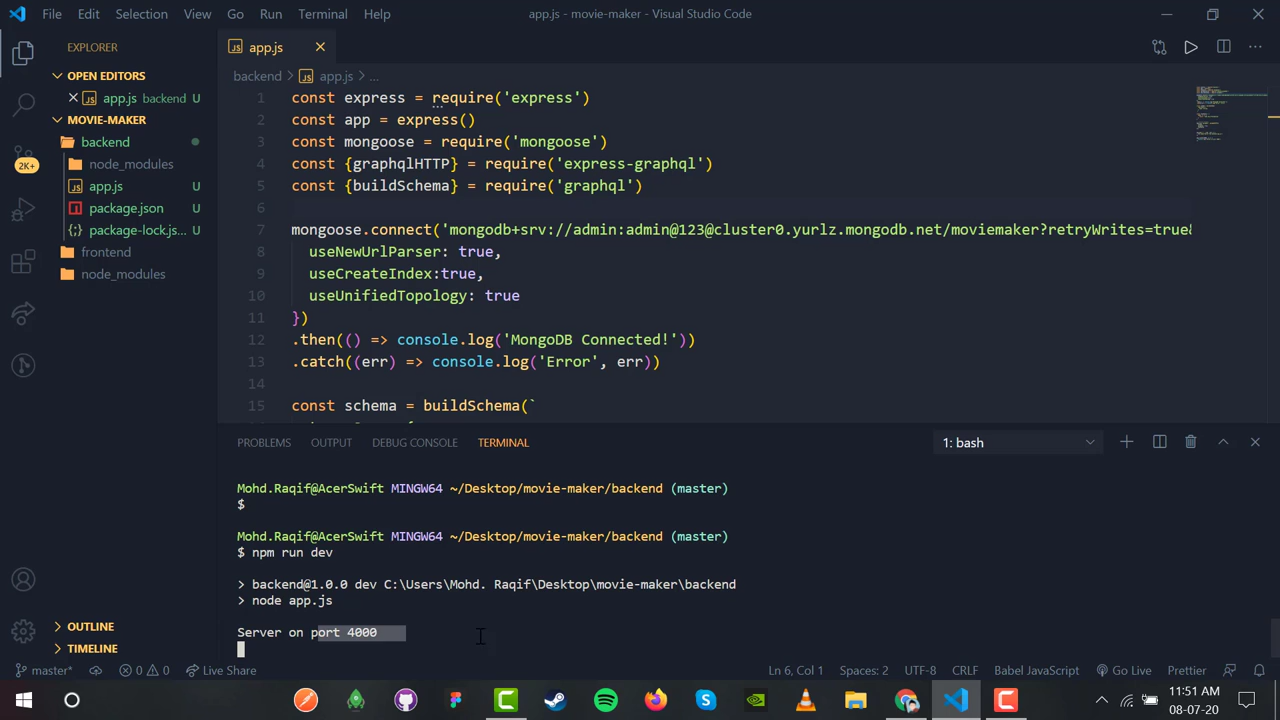 File Edit Selection View Go Run Terminal Help app.js - movie-maker - Visual Studio Code
EXPLORER
OPEN EDITORS
JS app.js backend U
MOVIE-MAKER
backend
node_modules
JS app.js U
package.json U
package-lock.js... U
frontend
node_modules
OUTLINE
TIMELINE
2K+
JS app.js
backend > JS app.js > ...
1 const express = require('express')
2 const app = express()
3 const mongoose = require('mongoose')
4 const {graphqlHTTP} = require('express-graphql')
5 const {buildSchema} = require('graphql')
6
7 mongoose.connect('mongodb+srv://admin:admin@123@cluster0.yurlz.mongodb.net/moviemaker?retryWrites=true&
8 useNewUrlParser: true,
9 useCreateIndex:true,
10 useUnifiedTopology: true
11 })
12 .then(() => console.log('MongoDB Connected!'))
13 .catch((err) => console.log('Error', err))
14
15 const schema = buildSchema(`
PROBLEMS OUTPUT DEBUG CONSOLE TERMINAL 1: bash
Mohd.Raqif@AcerSwift MINGW64 ~/Desktop/movie-maker/backend (master)
$
Mohd.Raqif@AcerSwift MINGW64 ~/Desktop/movie-maker/backend (master)
$ npm run dev
> backend@1.0.0 dev C:\Users\Mohd. Raqif\Desktop\movie-maker\backend
> node app.js
Server on port 4000
master* 0 0 Live Share Ln 6, Col 1 Spaces: 2 UTF-8 CRLF Babel JavaScript Go Live Prettier
11:51 AM
08-07-20